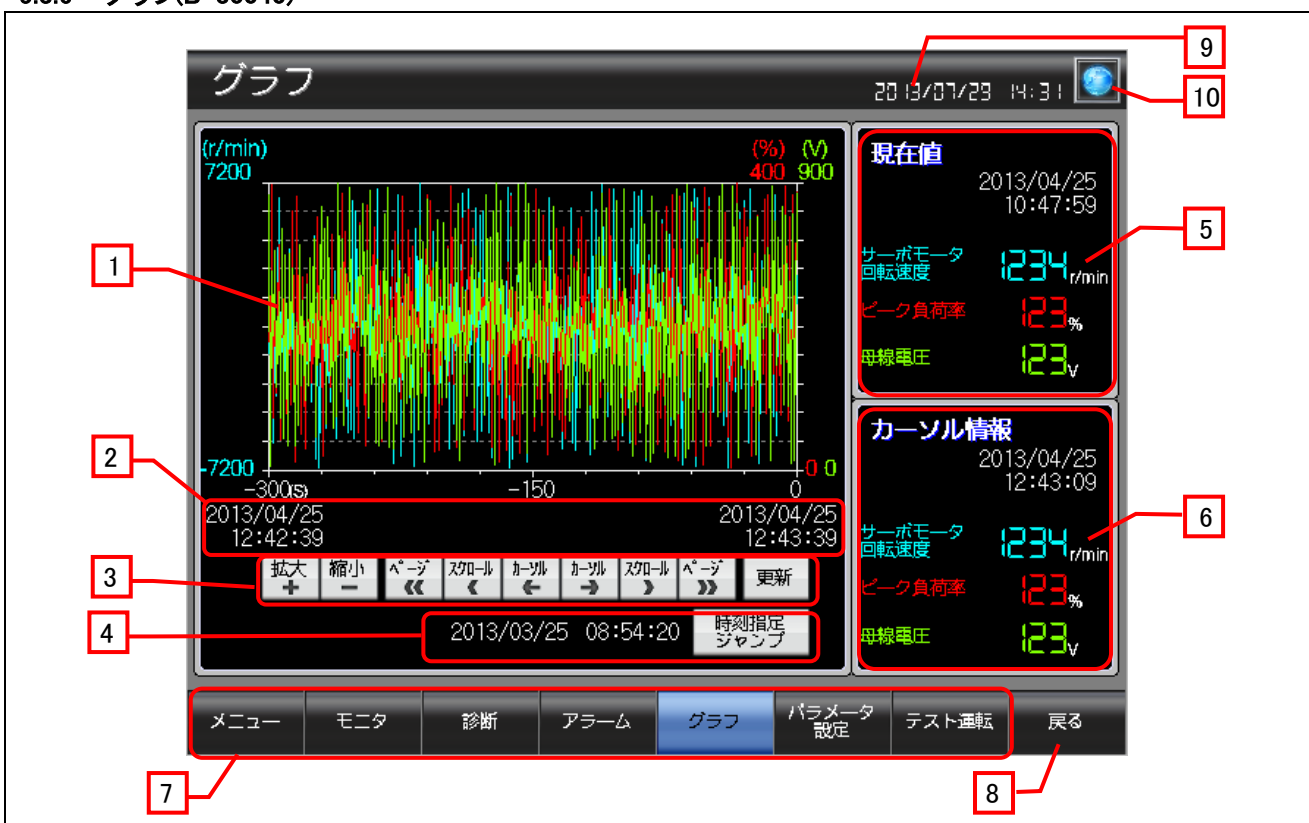 グラフ
2013/07/29 14:31
9
10
(r/min)
7200
(%)
400
(V)
900
1
-7200
0 0
-300(s)
-150
0
2
2013/04/25
12:42:39
2013/04/25
12:43:39
3
拡大
+
縮小
-
ページ
≪
スクロール
<
カーソル
←
カーソル
→
スクロール
>
ページ
≫
更新
4
2013/03/25 08:54:20
時刻指定
ジャンプ
現在値
2013/04/25
10:47:59
5
サーボモータ
回転速度
1234 r/min
ピーク負荷率
123 %
母線電圧
123 V
カーソル情報
2013/04/25
12:43:09
6
サーボモータ
回転速度
1234 r/min
ピーク負荷率
123 %
母線電圧
123 V
メニュー
モニタ
診断
アラーム
グラフ
パラメータ
設定
テスト運転
戻る
7
8